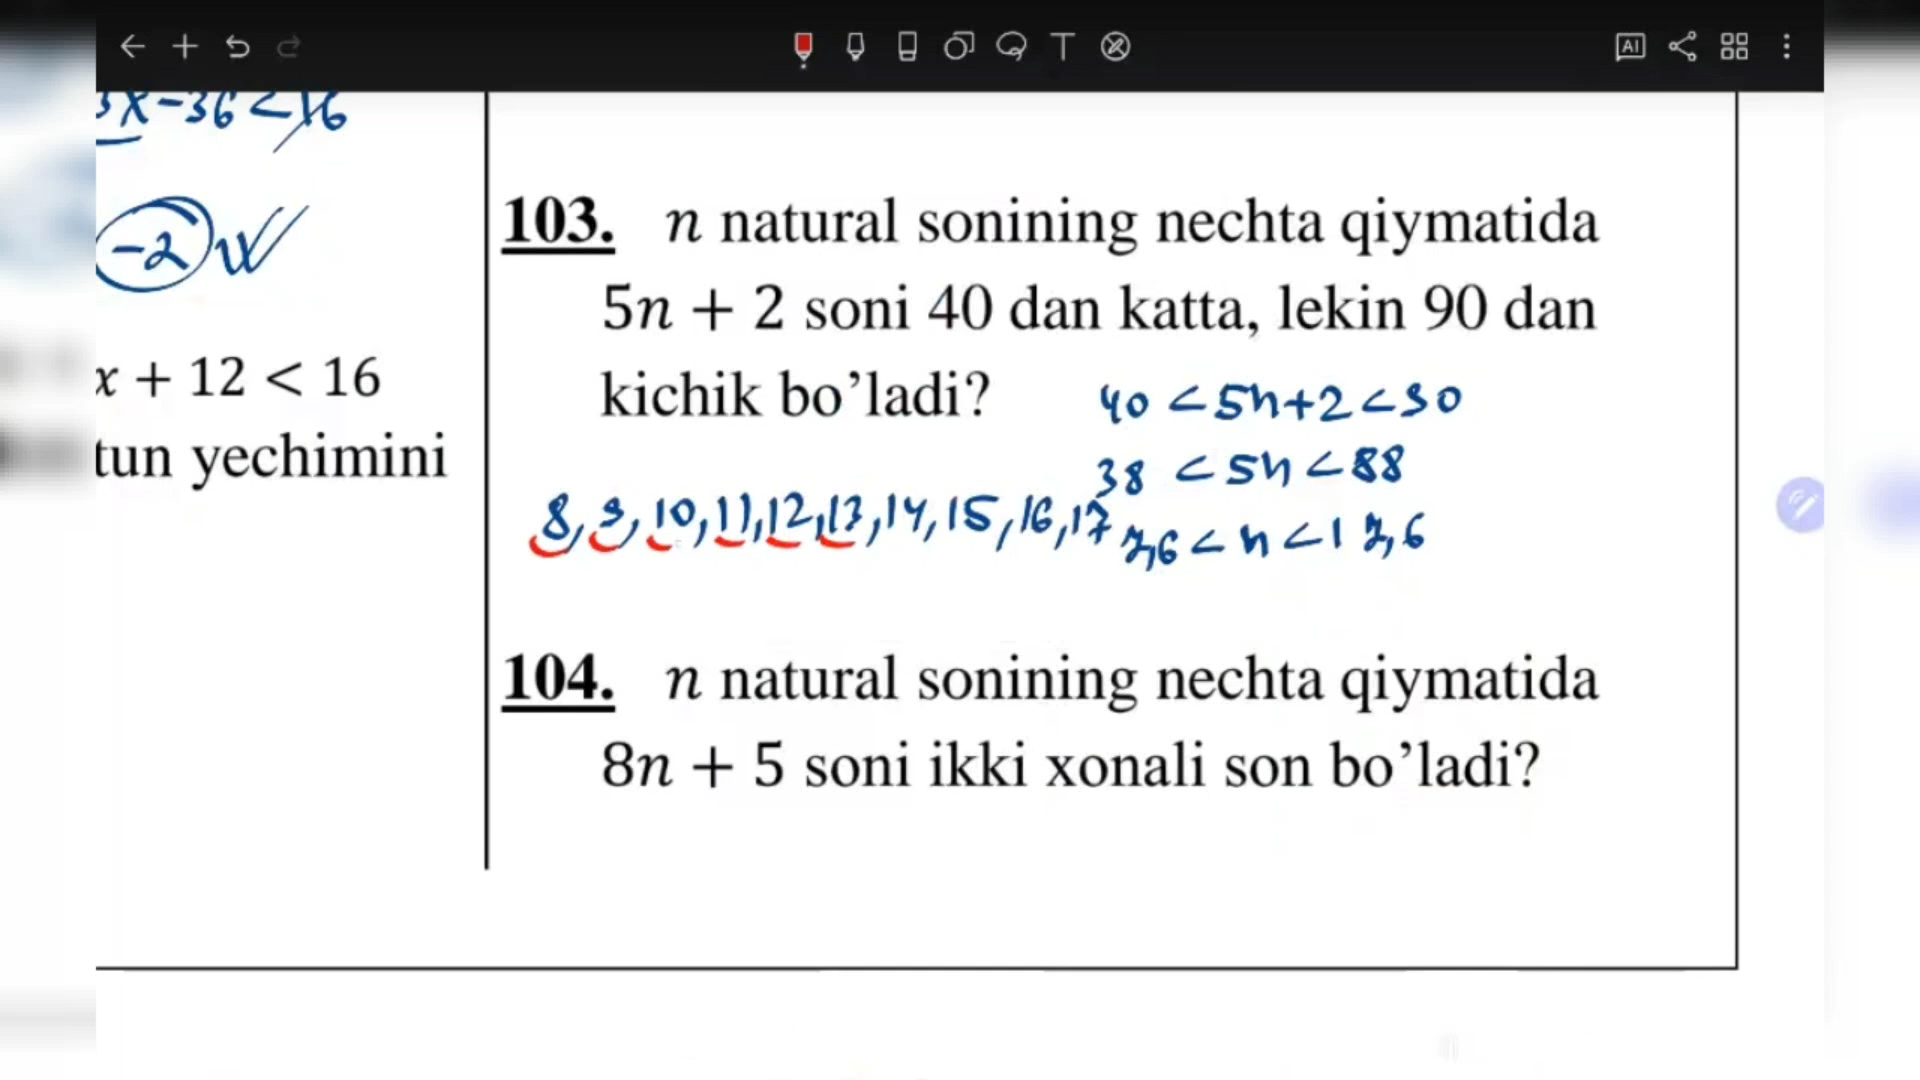 AI
T
3x-36<16
-2
x + 12 < 16
tun yechimini
103. n natural sonining nechta qiymatida
5n + 2 soni 40 dan katta, lekin 90 dan
kichik bo’ladi?
40 <5n+2<90
38 <5n<88
8, 9, 10, 11, 12, 13, 14, 15, 16, 17
7,6<n<17,6
104. n natural sonining nechta qiymatida
8n + 5 soni ikki xonali son bo’ladi?